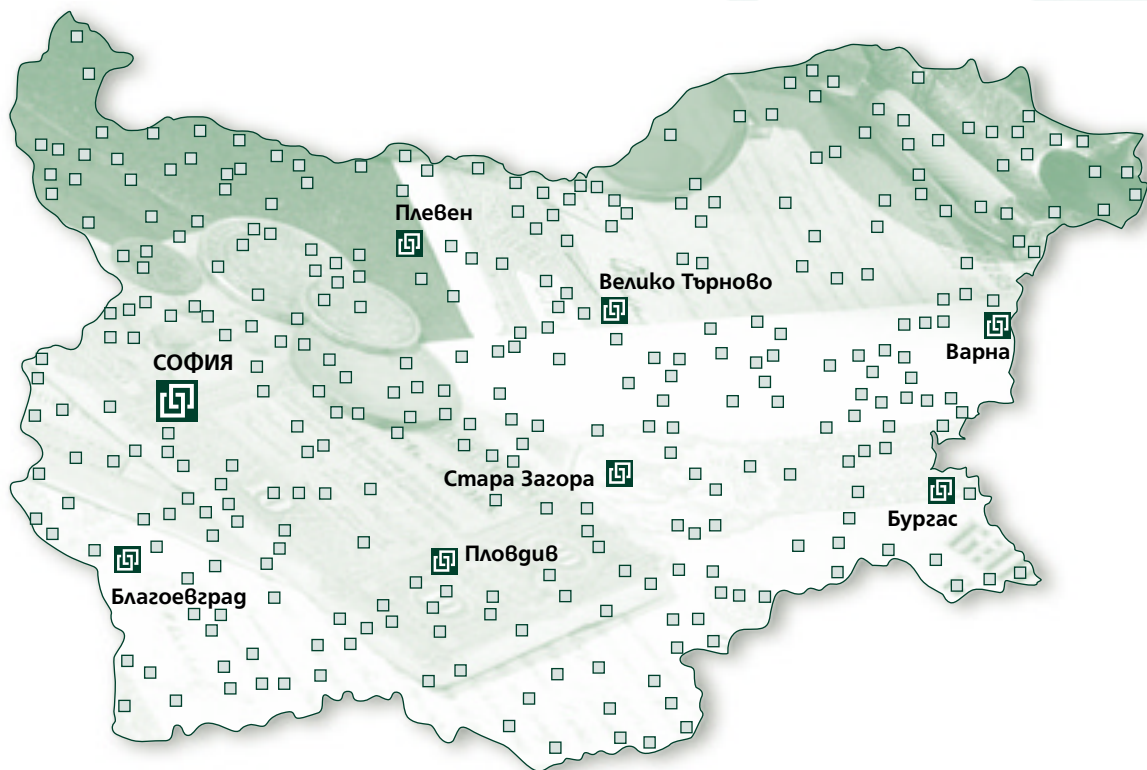 Плевен
Велико Търново
Варна
СОФИЯ
Стара Загора
Бургас
Пловдив
Благоевград